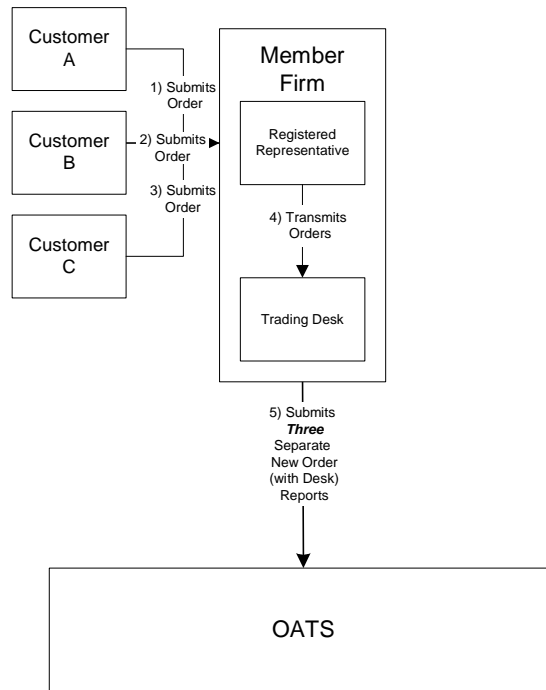 Customer
A
Customer
B
Customer
C
1) Submits
Order
2) Submits
Order
3) Submits
Order
Member
Firm
Registered
Representative
4) Transmits
Orders
Trading Desk
5) Submits
Three
Separate
New Order
(with Desk)
Reports
OATS